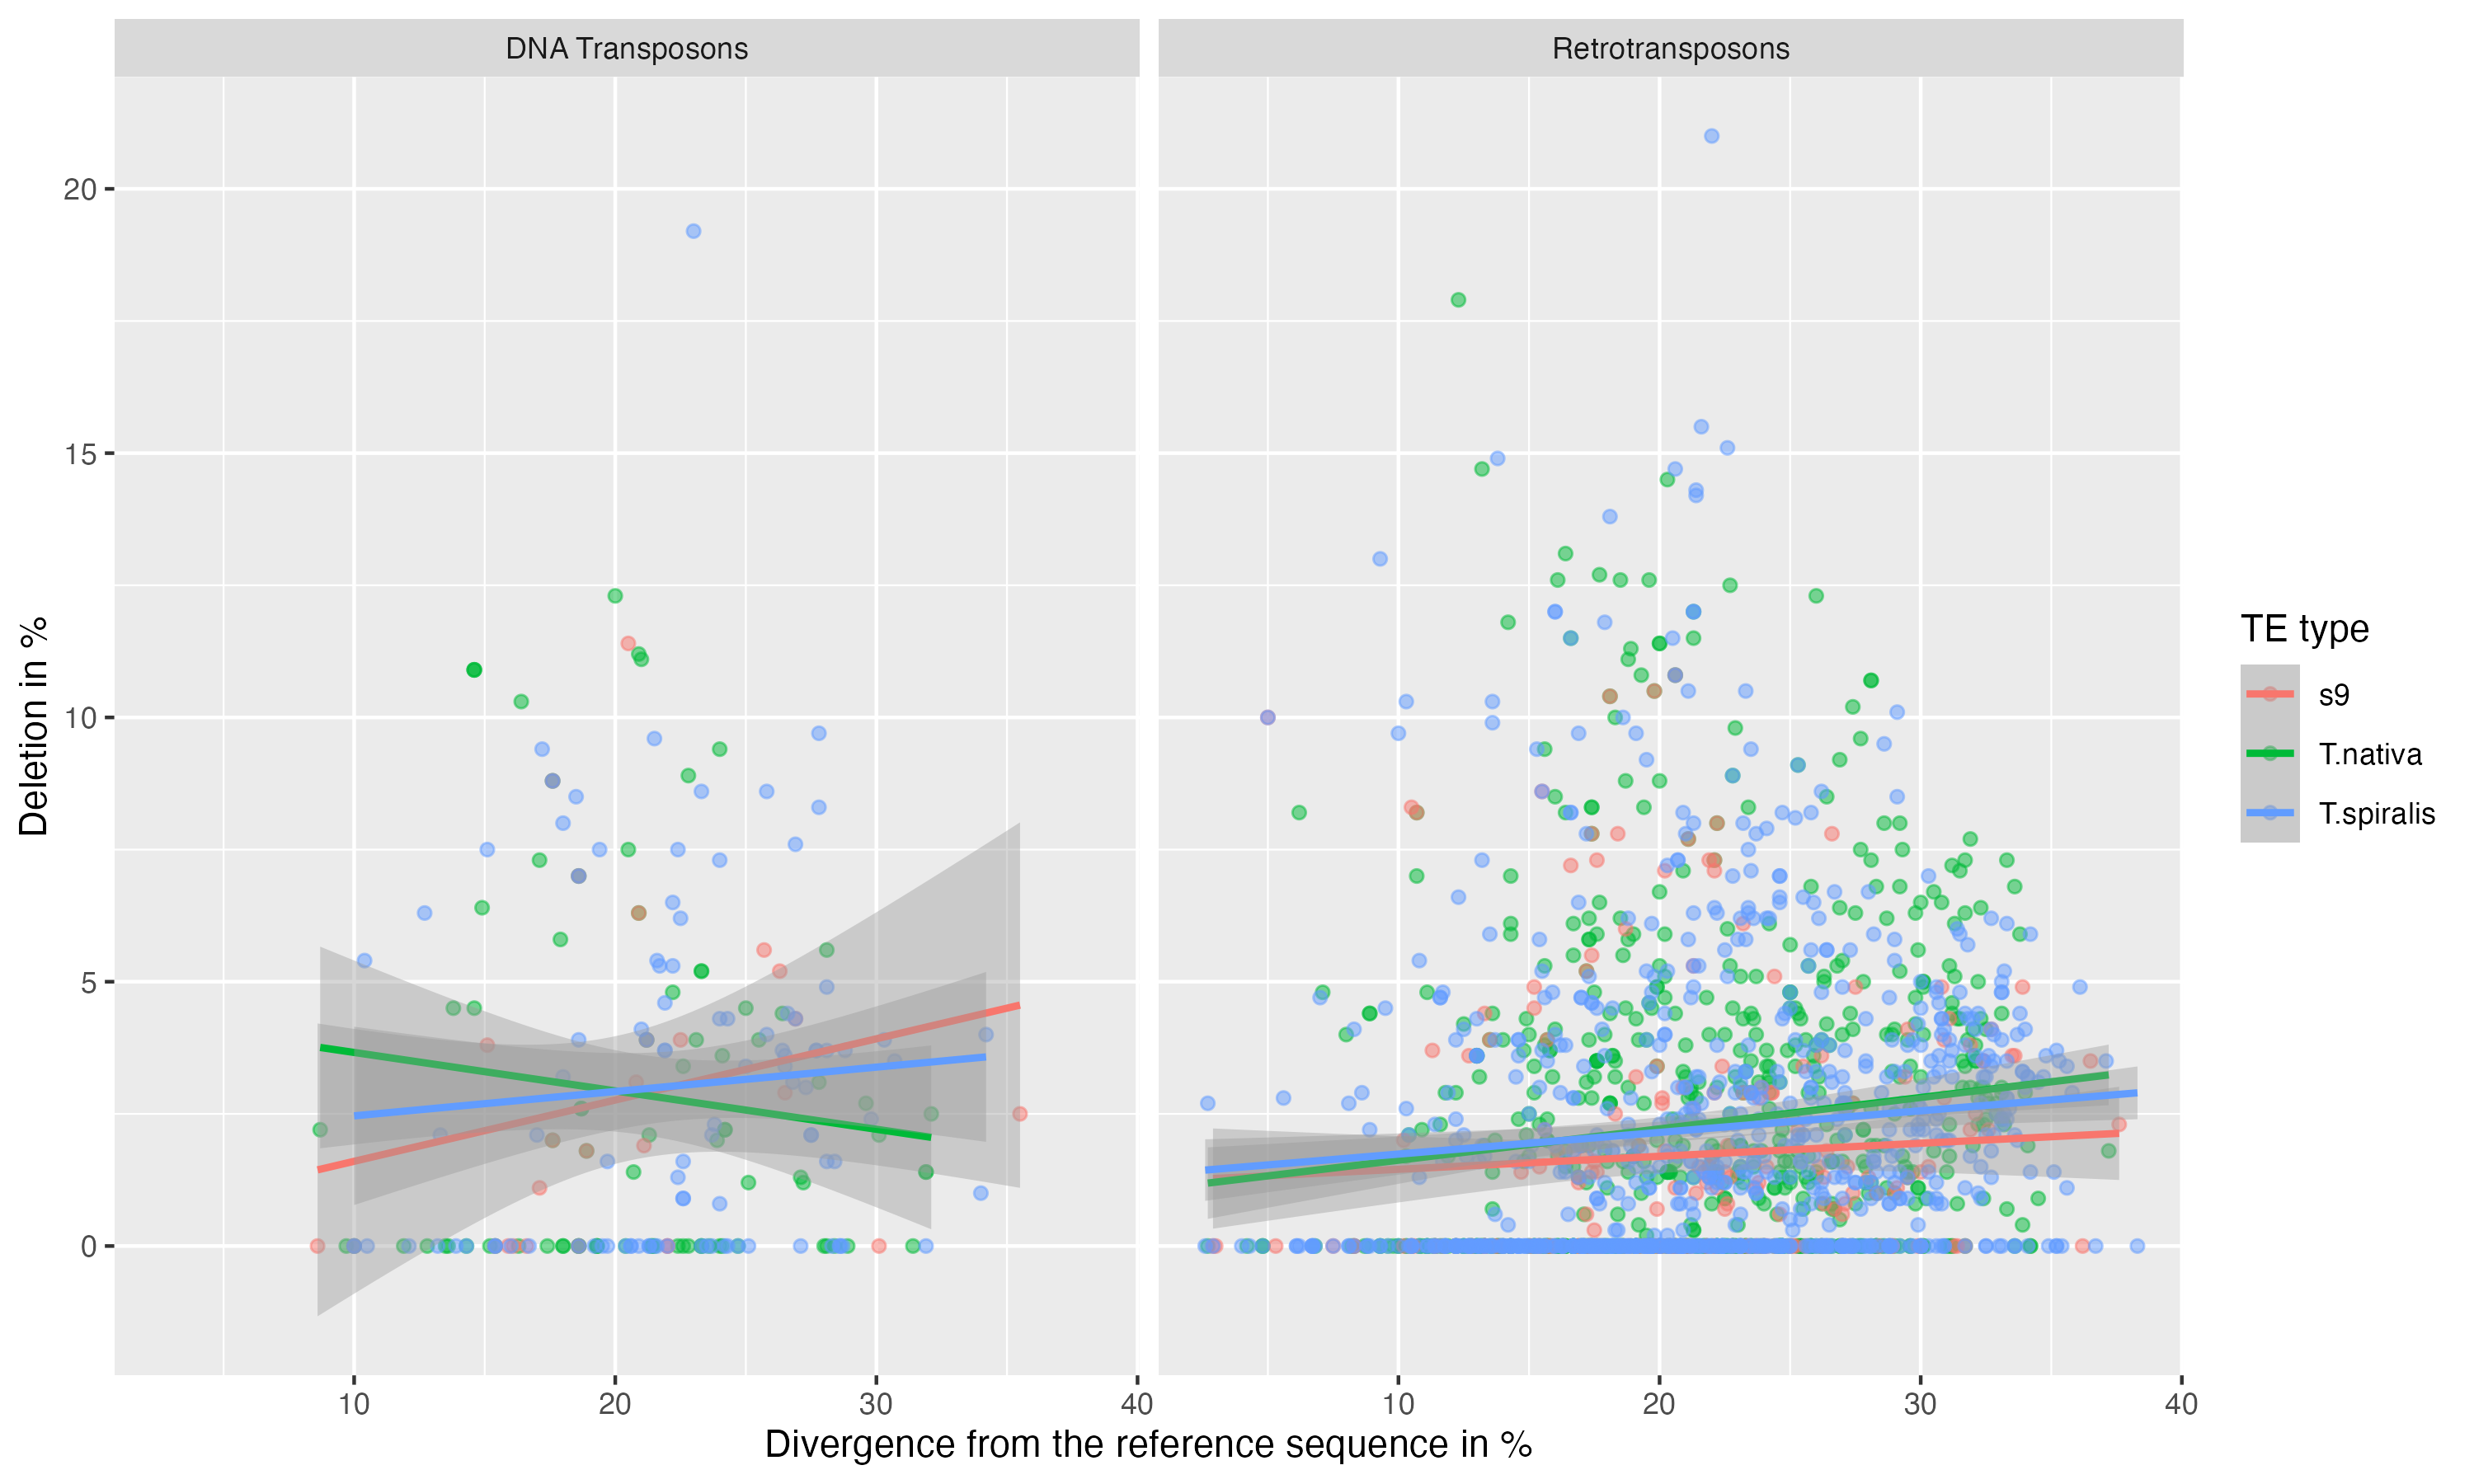 DNA Transposons
Retrotransposons
20
15
10
5
0
Deletion in %
10 20 30 40
10 20 30 40
Divergence from the reference sequence in %
TE type
s9
T.nativa
T.spiralis